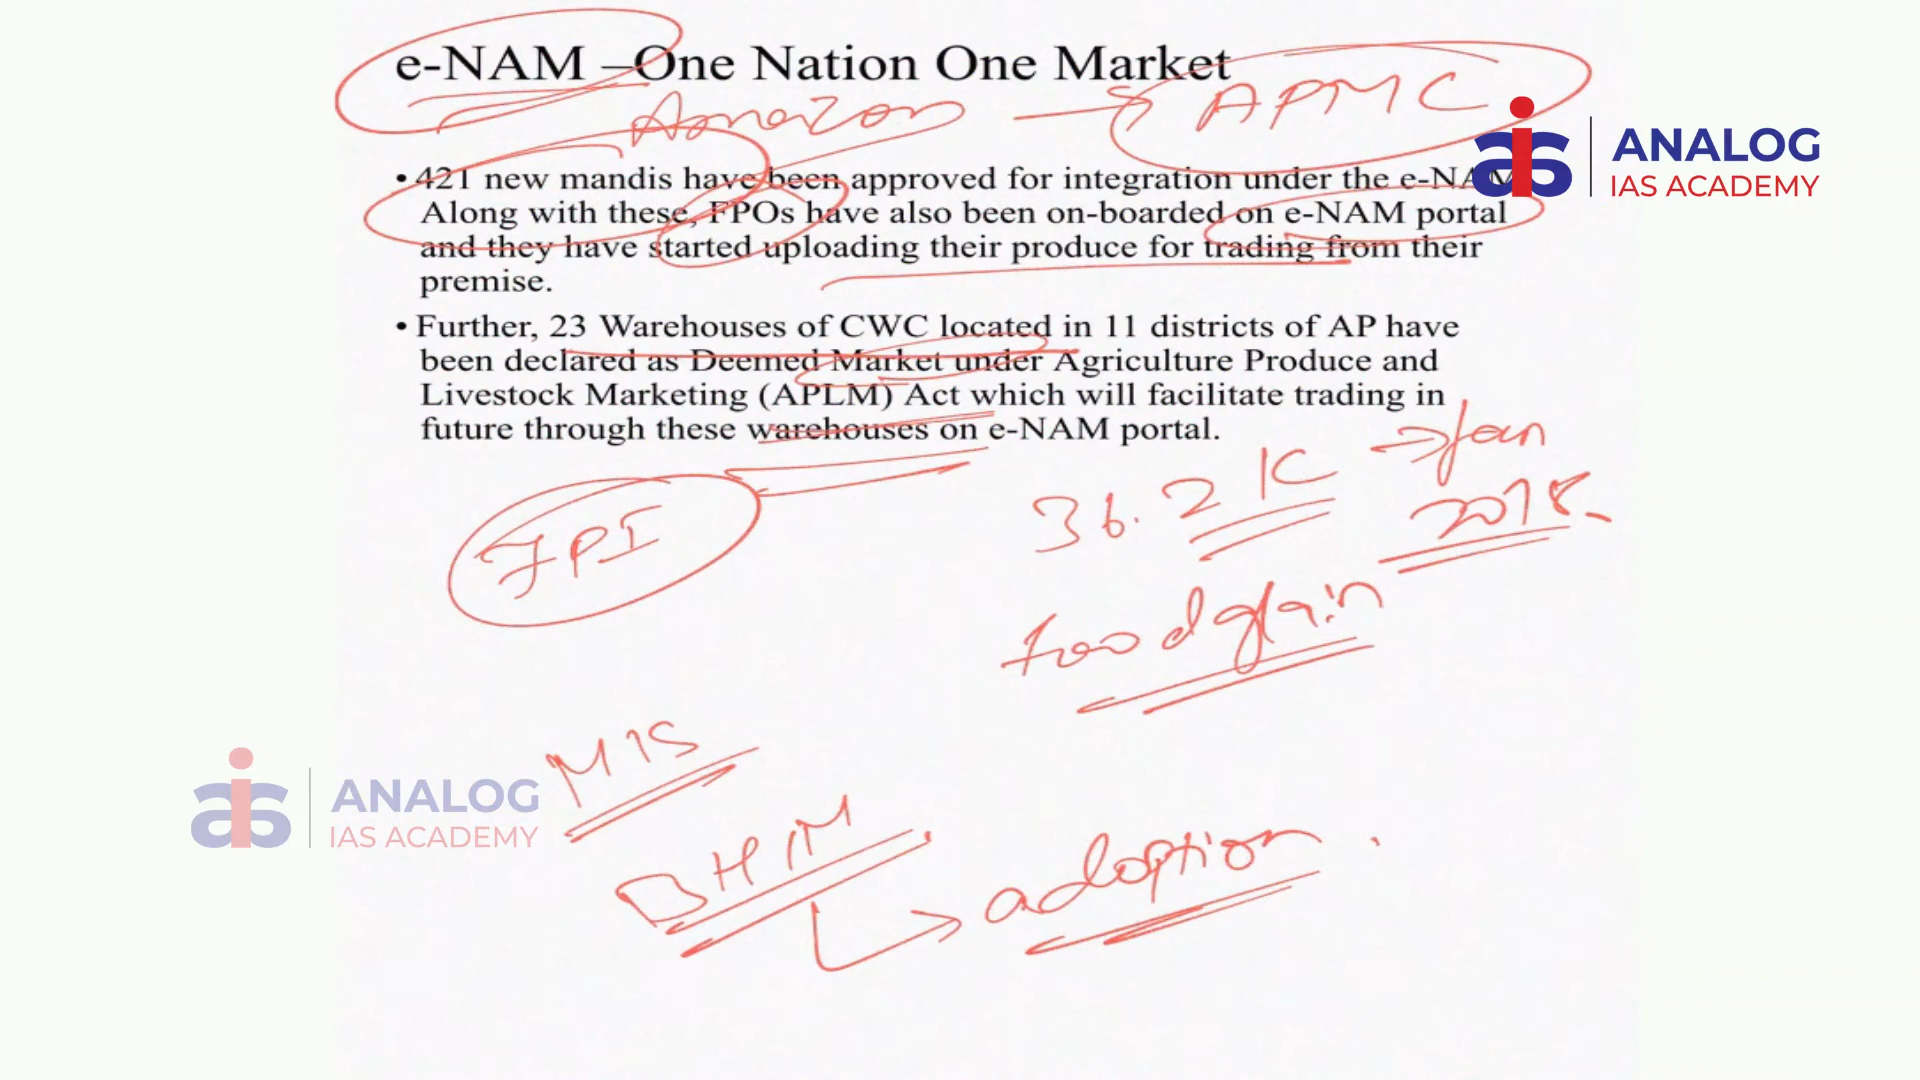 e-NAM –One Nation One Market
Amazon → APMC
ANALOG
IAS ACADEMY
• 421 new mandis have been approved for integration under the e-NAM
Along with these, FPOs have also been on-boarded on e-NAM portal
and they have started uploading their produce for trading from their
premise.
• Further, 23 Warehouses of CWC located in 11 districts of AP have
been declared as Deemed Market under Agriculture Produce and
Livestock Marketing (APLM) Act which will facilitate trading in
future through these warehouses on e-NAM portal.
→ Jan
36.2
FPI
foodgrain
MIS
ANALOG
IAS ACADEMY
BHIM
adoption